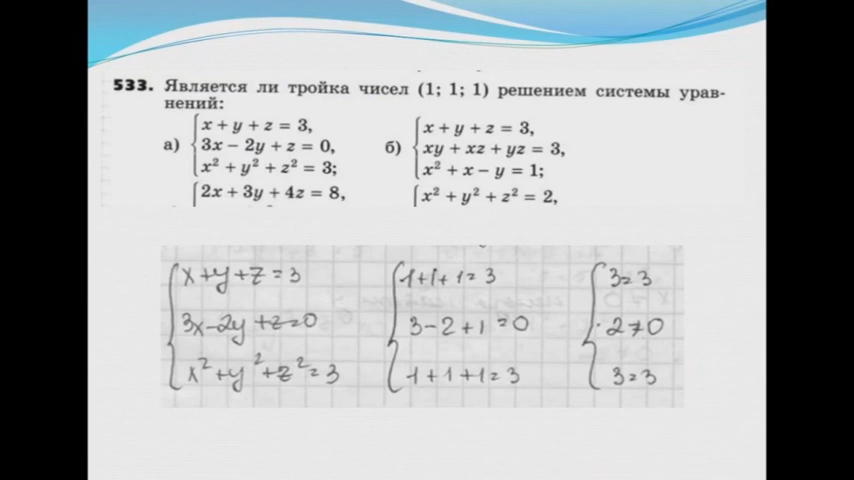 533. Является ли тройка чисел (1; 1; 1) решением системы урав-
нений:
а) { x + y + z = 3,
3x − 2y + z = 0,
x² + y² + z² = 3;
б) { x + y + z = 3,
xy + xz + yz = 3,
x² + x − y = 1;
{ 2x + 3y + 4z = 8,
{ x² + y² + z² = 2,
{ x+y+z=3
3x−2y+z=0
x²+y²+z²=3
{ 1+1+1=3
3−2+1=0
1+1+1=3
{ 3=3
2≠0
3=3